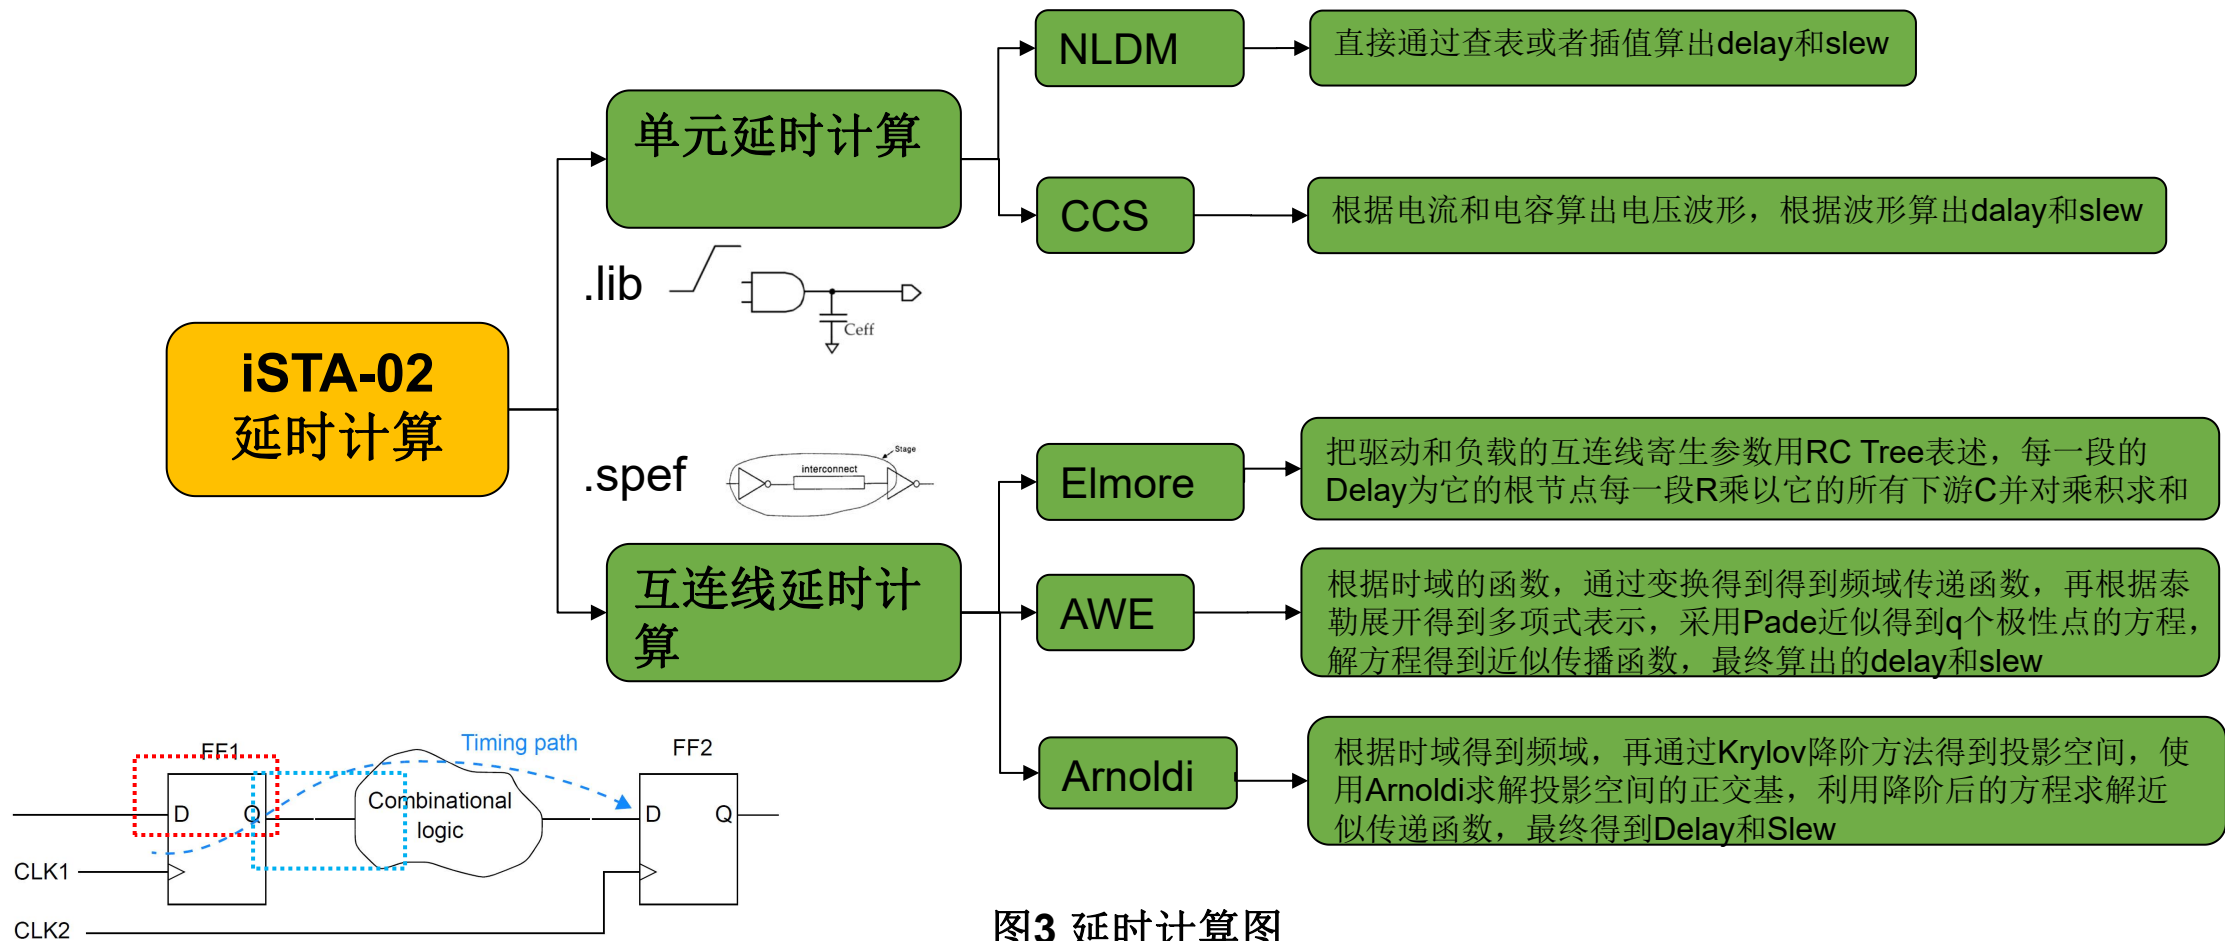 NLDM
直接通过查表或者插值算出delay和slew
单元延时计算
CCS
根据电流和电容算出电压波形，根据波形算出dalay和slew
.lib
Ceff
iSTA-02
延时计算
.spef
interconnect
Stage
Elmore
把驱动和负载的互连线寄生参数用RC Tree表述，每一段的
Delay为它的根节点每一段R乘以它的所有下游C并对乘积求和
互连线延时计
算
AWE
根据时域的函数，通过变换得到得到频域传递函数，再根据泰
勒展开得到多项式表示，采用Pade近似得到q个极性点的方程，
解方程得到近似传播函数，最终算出的delay和slew
Arnoldi
根据时域得到频域，再通过Krylov降阶方法得到投影空间，使
用Arnoldi求解投影空间的正交基，利用降阶后的方程求解近
似传递函数，最终得到Delay和Slew
FF1
Timing path
FF2
D
Q
Combinational
logic
D
Q
CLK1
CLK2
图3 延时计算图